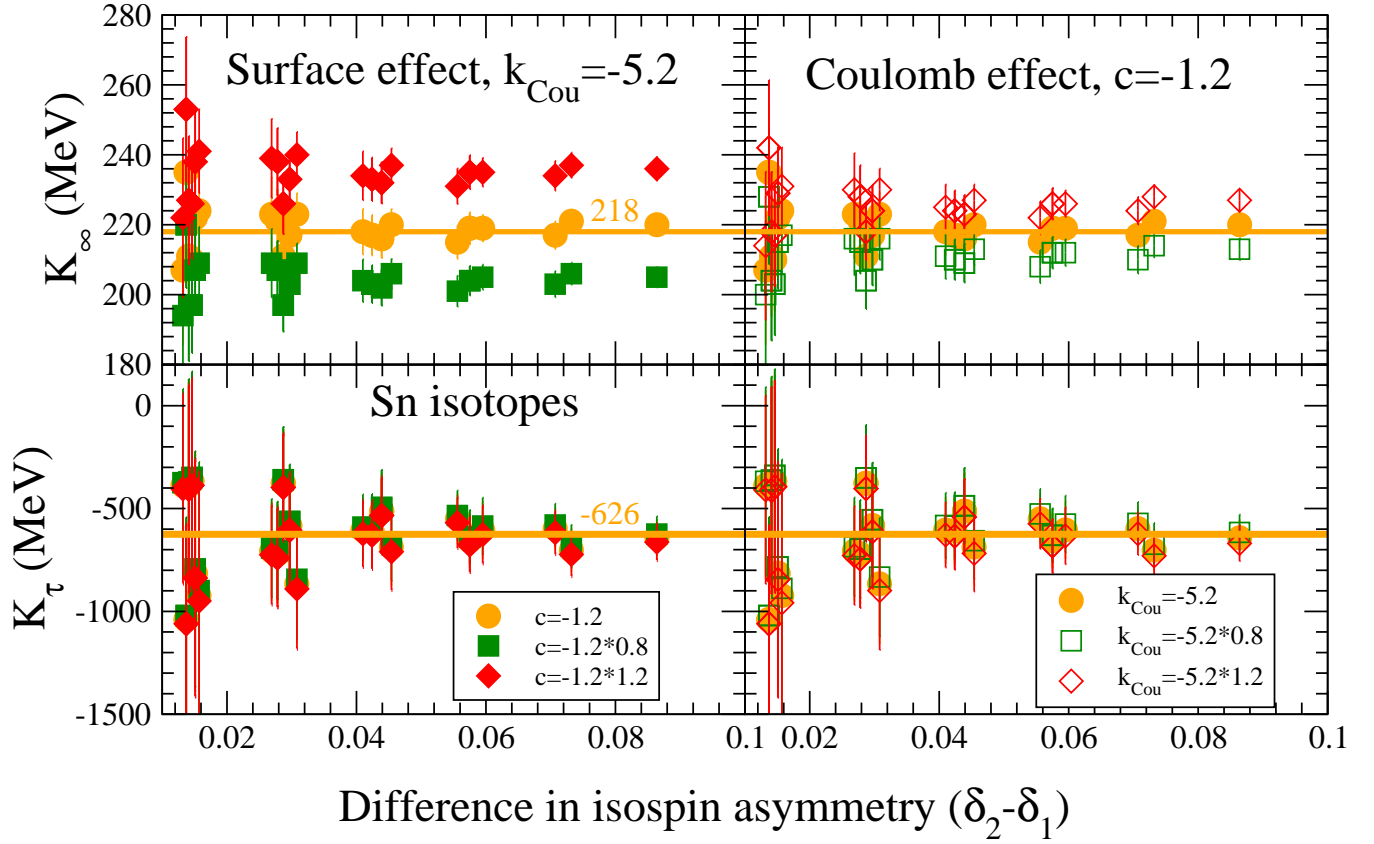 280
260
240
220
200
180
K∞ (MeV)
Surface effect, k_Cou=-5.2
218
Coulomb effect, c=-1.2
0
-500
-1000
-1500
K_τ (MeV)
Sn isotopes
-626
c=-1.2
c=-1.2*0.8
c=-1.2*1.2
k_Cou=-5.2
k_Cou=-5.2*0.8
k_Cou=-5.2*1.2
0.02 0.04 0.06 0.08 0.1 0.02 0.04 0.06 0.08 0.1
Difference in isospin asymmetry (δ₂-δ₁)